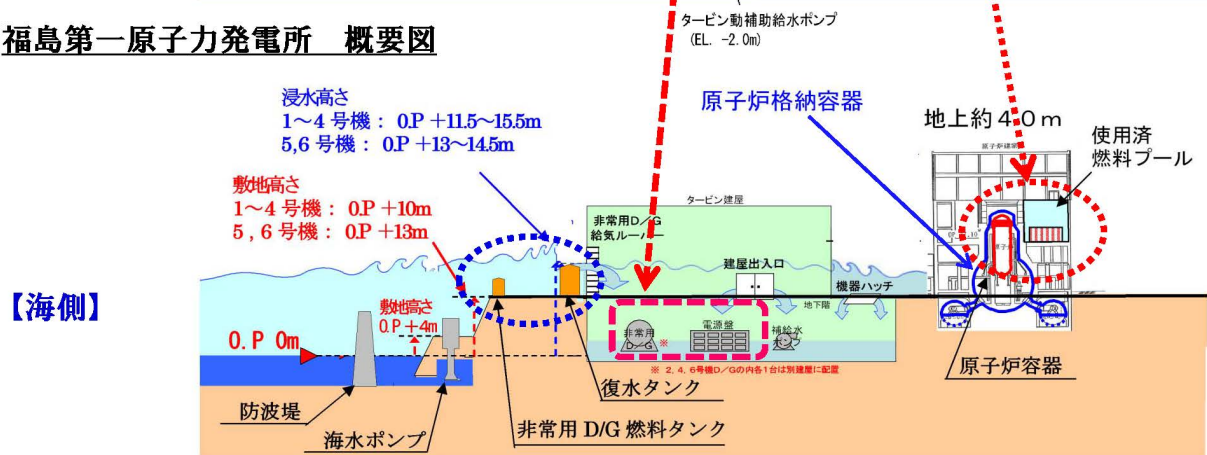 タービン動補助給水ポンプ
(EL. -2.0m)
福島第一原子力発電所 概要図
浸水高さ
1～4 号機： O.P +11.5～15.5m
5,6 号機： O.P +13～14.5m
原子炉格納容器
地上約40m
使用済
燃料プール
原子炉建屋
敷地高さ
1～4 号機： O.P +10m
5 , 6 号機： O.P +13m
タービン建屋
非常用D／G
給気ルーバー
建屋出入口
機器ハッチ
地下階
【海側】
敷地高さ
O.P＋4m
O.P 0m
非常用
D／G
※
電源盤
補給水
ポンプ
※ 2, 4, 6号機D／Gの内各1台は別建屋に配置
原子炉容器
復水タンク
防波堤
海水ポンプ
非常用 D/G 燃料タンク